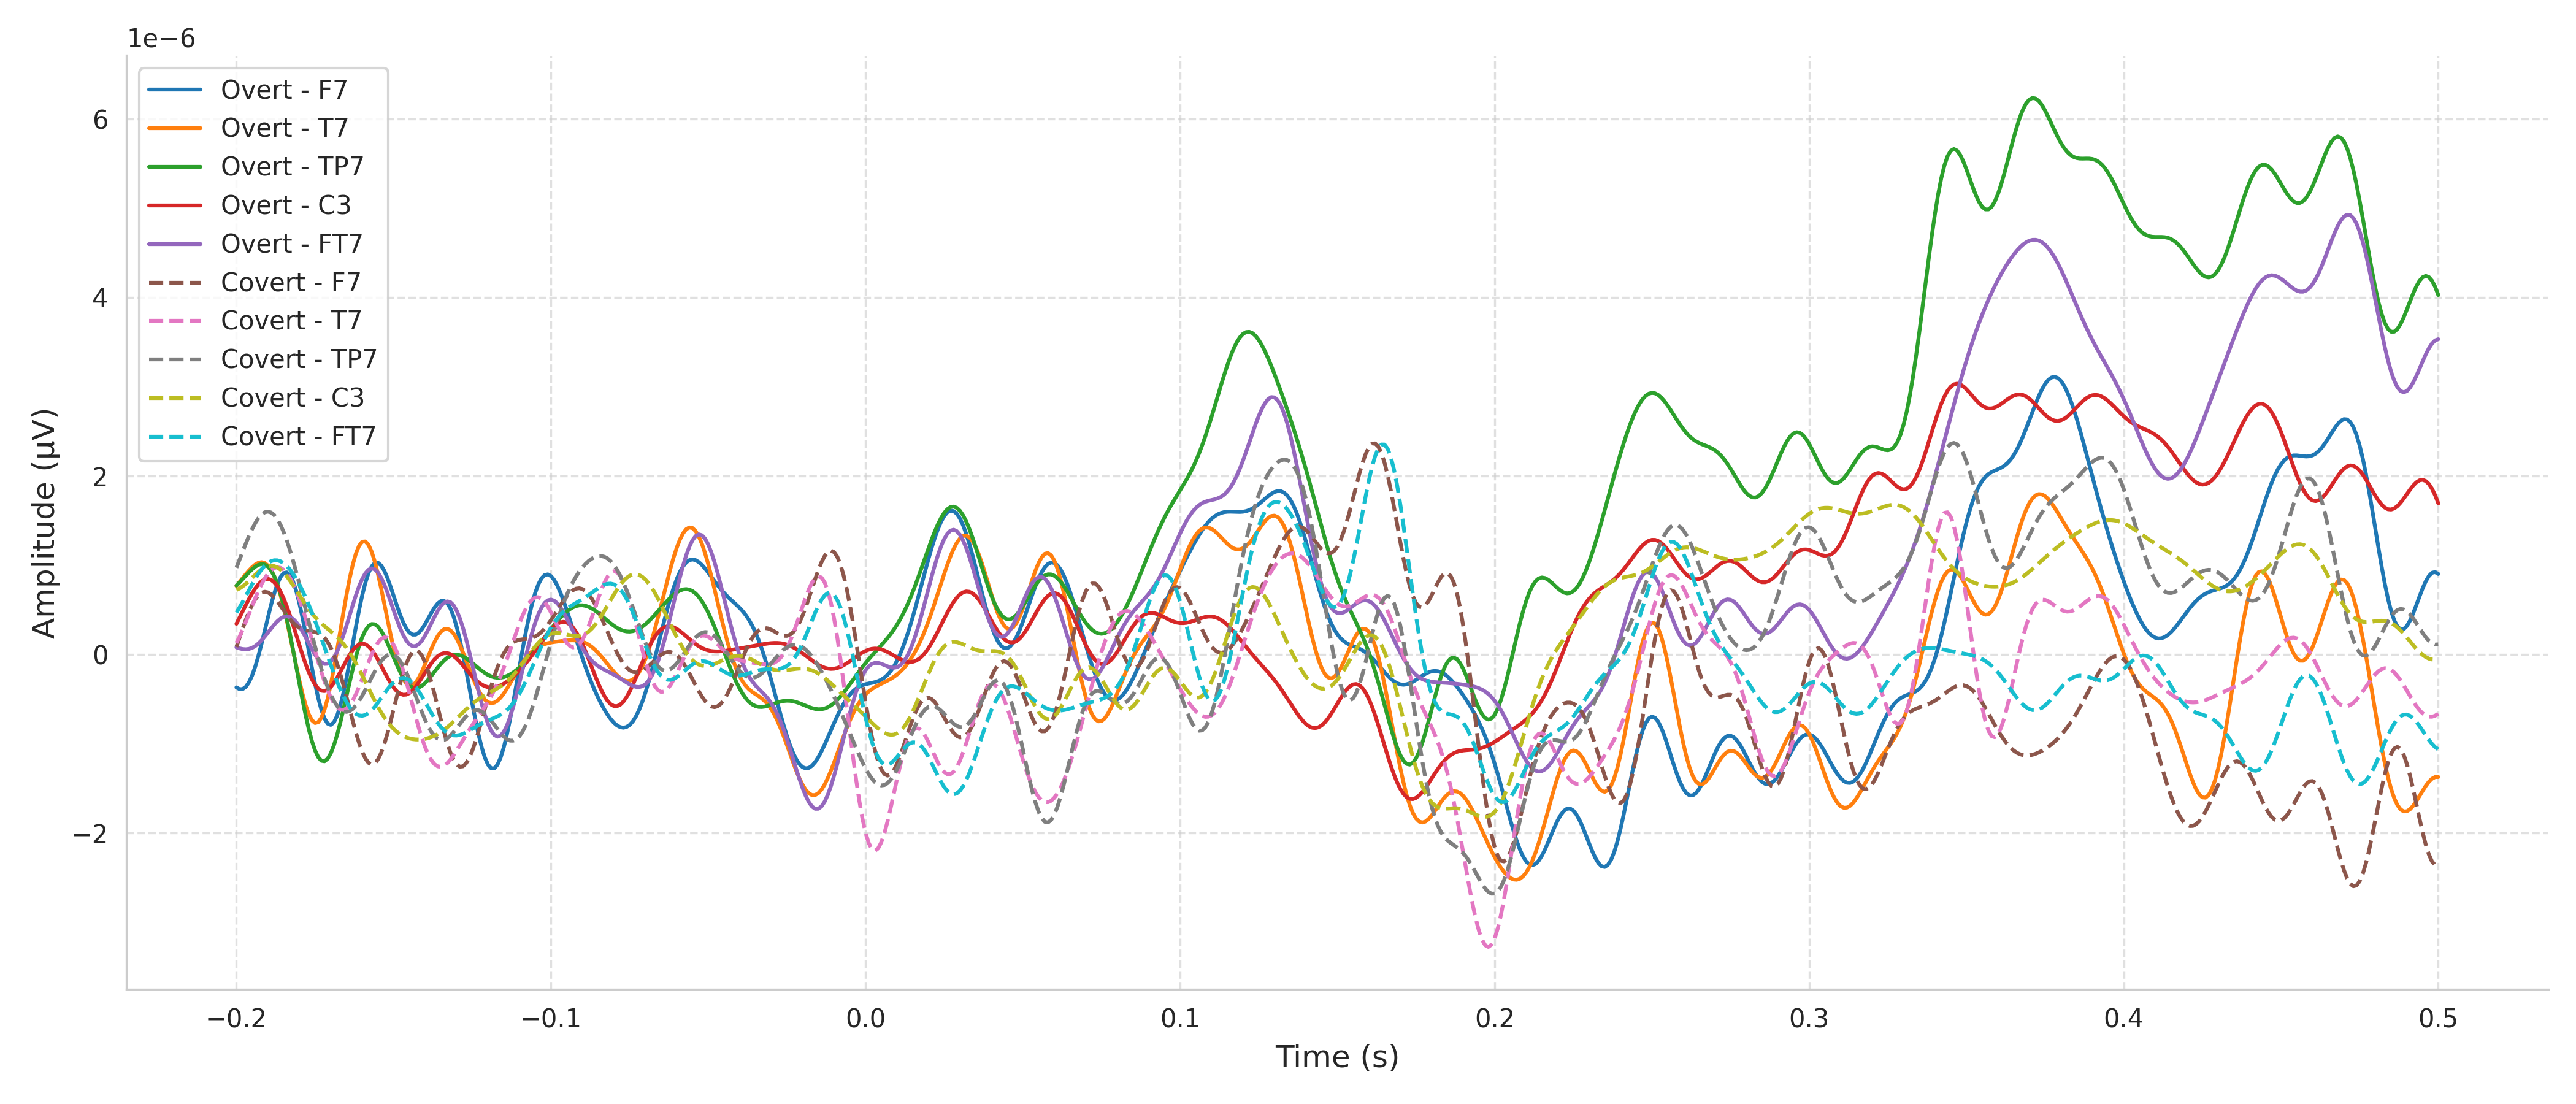 1e−6
Overt - F7
Overt - T7
Overt - TP7
Overt - C3
Overt - FT7
Covert - F7
Covert - T7
Covert - TP7
Covert - C3
Covert - FT7
6
4
2
0
−2
Amplitude (µV)
−0.2 −0.1 0.0 0.1 0.2 0.3 0.4 0.5
Time (s)